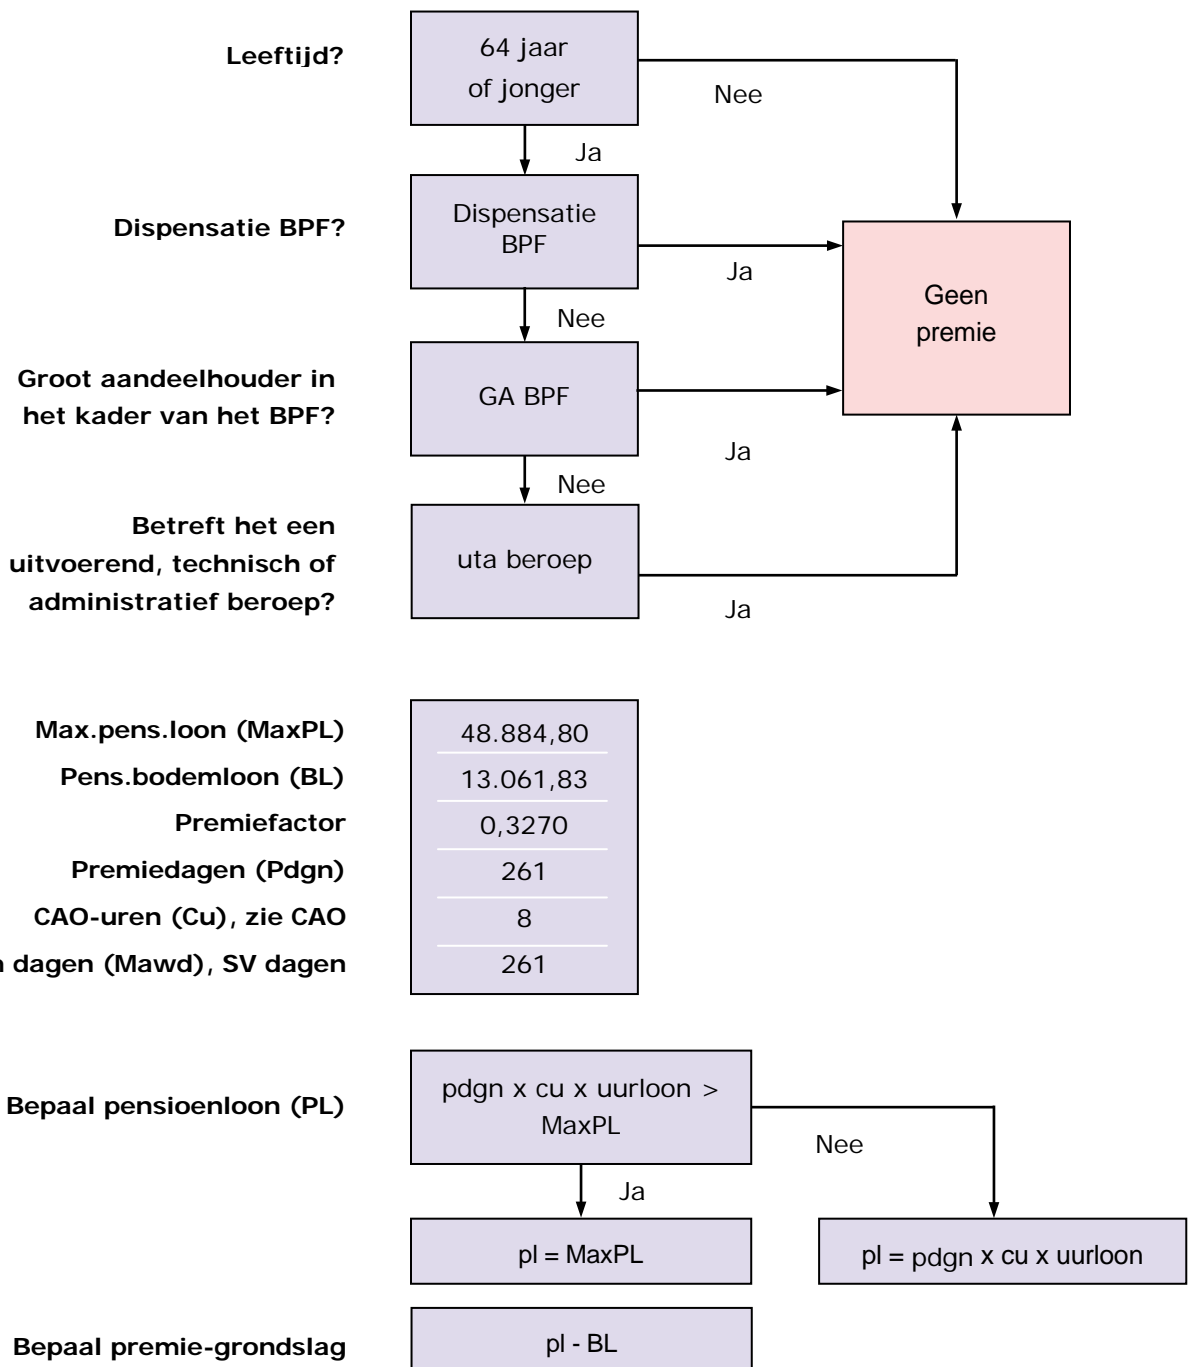 Leeftijd?
64 jaar
of jonger
Nee
Ja
Dispensatie BPF?
Dispensatie
BPF
Ja
Geen
premie
Nee
Groot aandeelhouder in
het kader van het BPF?
GA BPF
Ja
Nee
Betreft het een
uitvoerend, technisch of
administratief beroep?
uta beroep
Ja
Max.pens.loon (MaxPL)
48.884,80
Pens.bodemloon (BL)
13.061,83
Premiefactor
0,3270
Premiedagen (Pdgn)
261
CAO-uren (Cu), zie CAO
8
dagen (Mawd), SV dagen
261
Bepaal pensioenloon (PL)
pdgn x cu x uurloon >
MaxPL
Nee
Ja
pl = MaxPL
pl = pdgn x cu x uurloon
Bepaal premie-grondslag
pl - BL